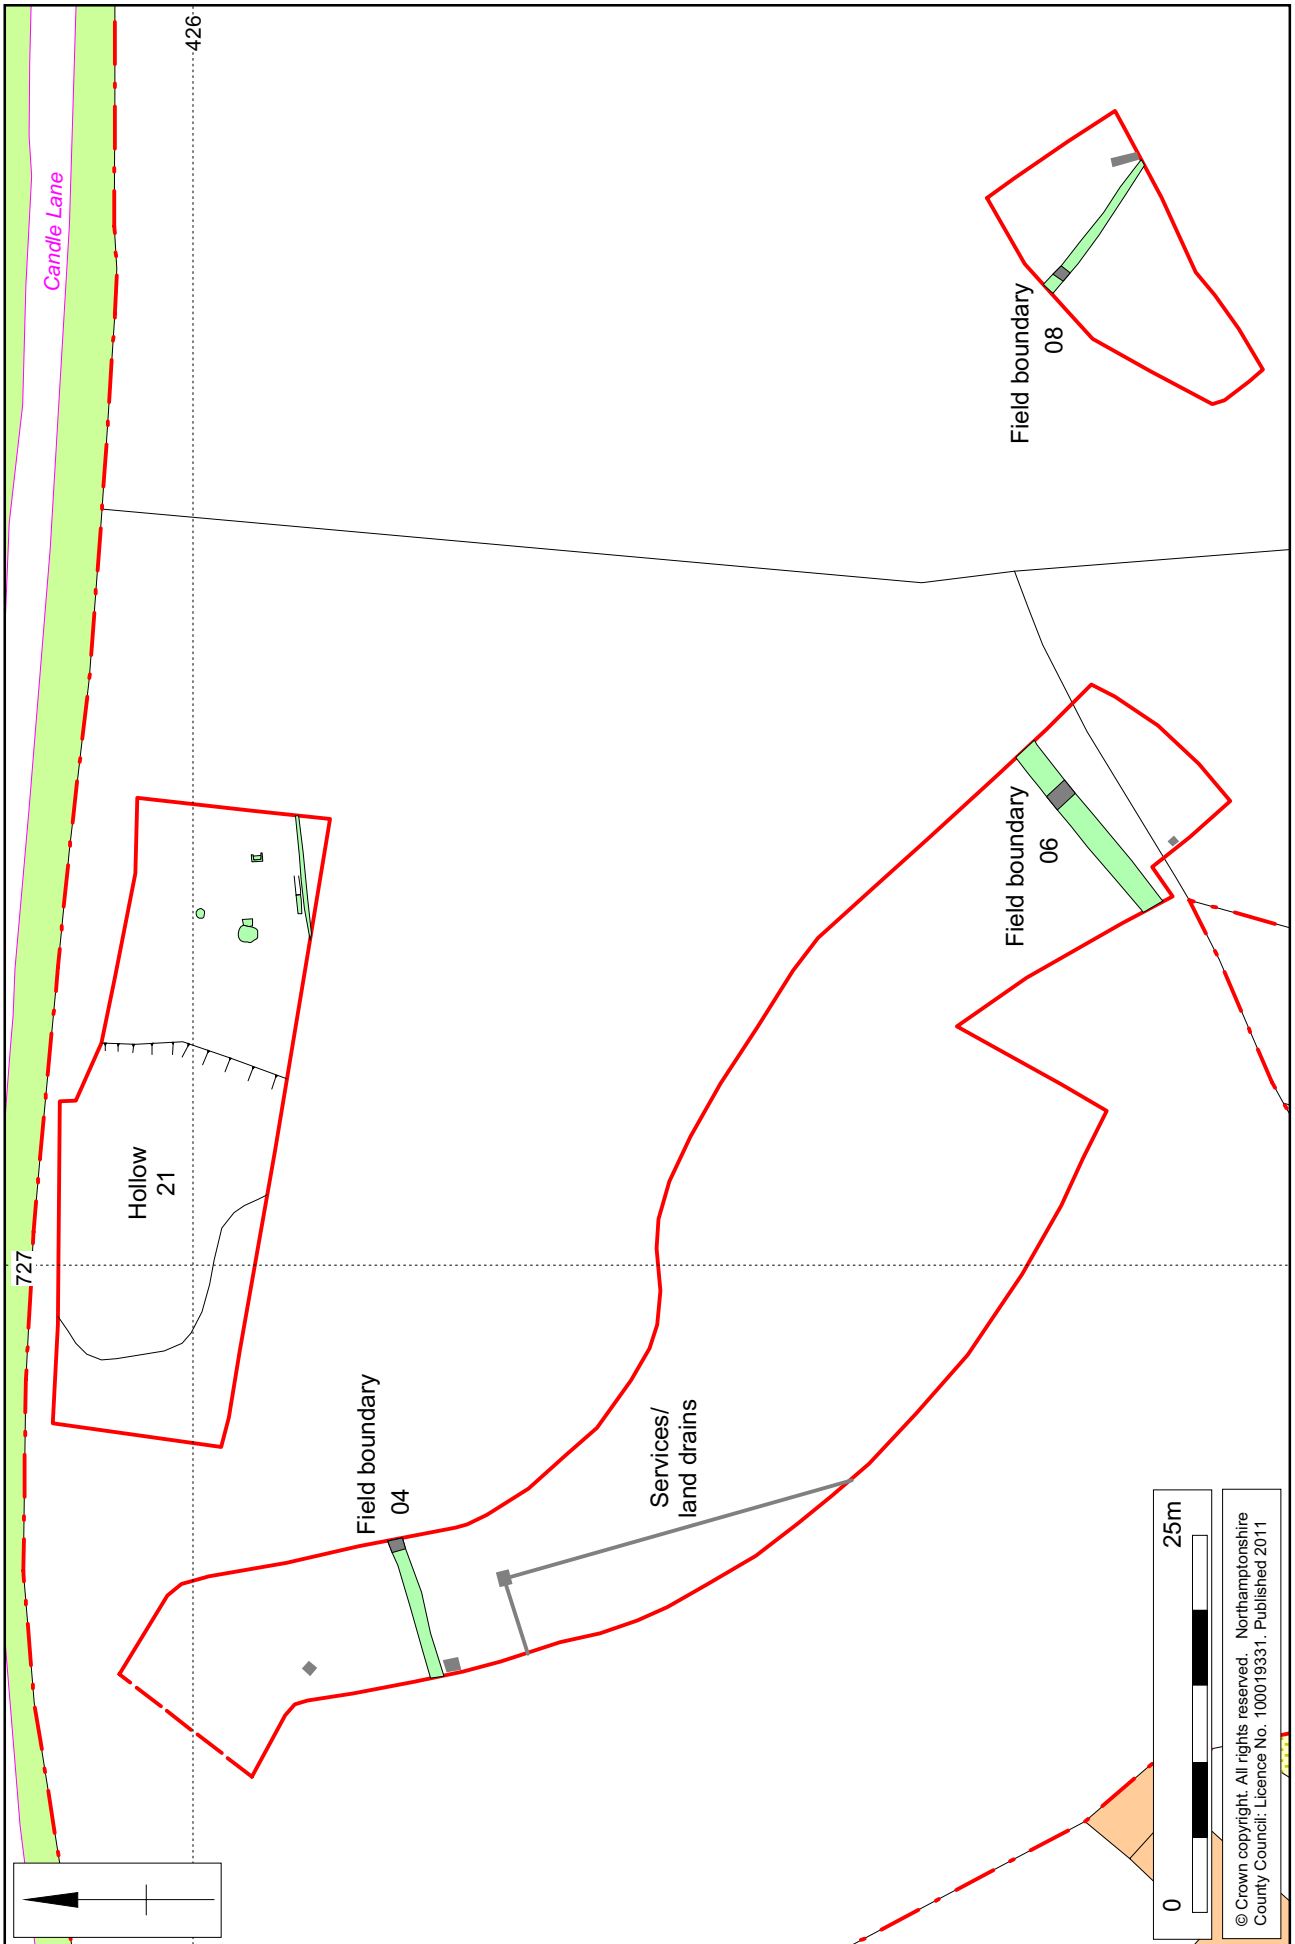 426
Candle Lane
Field boundary
08
Field boundary
06
727
Hollow
21
Field boundary
04
Services/
land drains
0 25m
© Crown copyright. All rights reserved. Northamptonshire
County Council: Licence No. 100019331. Published 2011